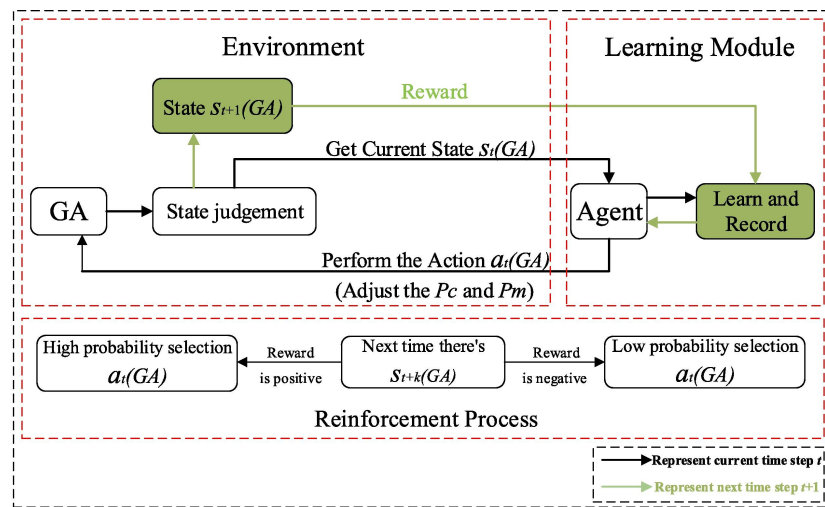 Environment
Learning Module
State st+1(GA)
Reward
Get Current State st(GA)
GA
State judgement
Agent
Learn and
Record
Perform the Action at(GA)
(Adjust the Pc and Pm)
High probability selection
at(GA)
Reward
is positive
Next time there's
st+k(GA)
Reward
is negative
Low probability selection
at(GA)
Reinforcement Process
Represent current time step t
Represent next time step t+1